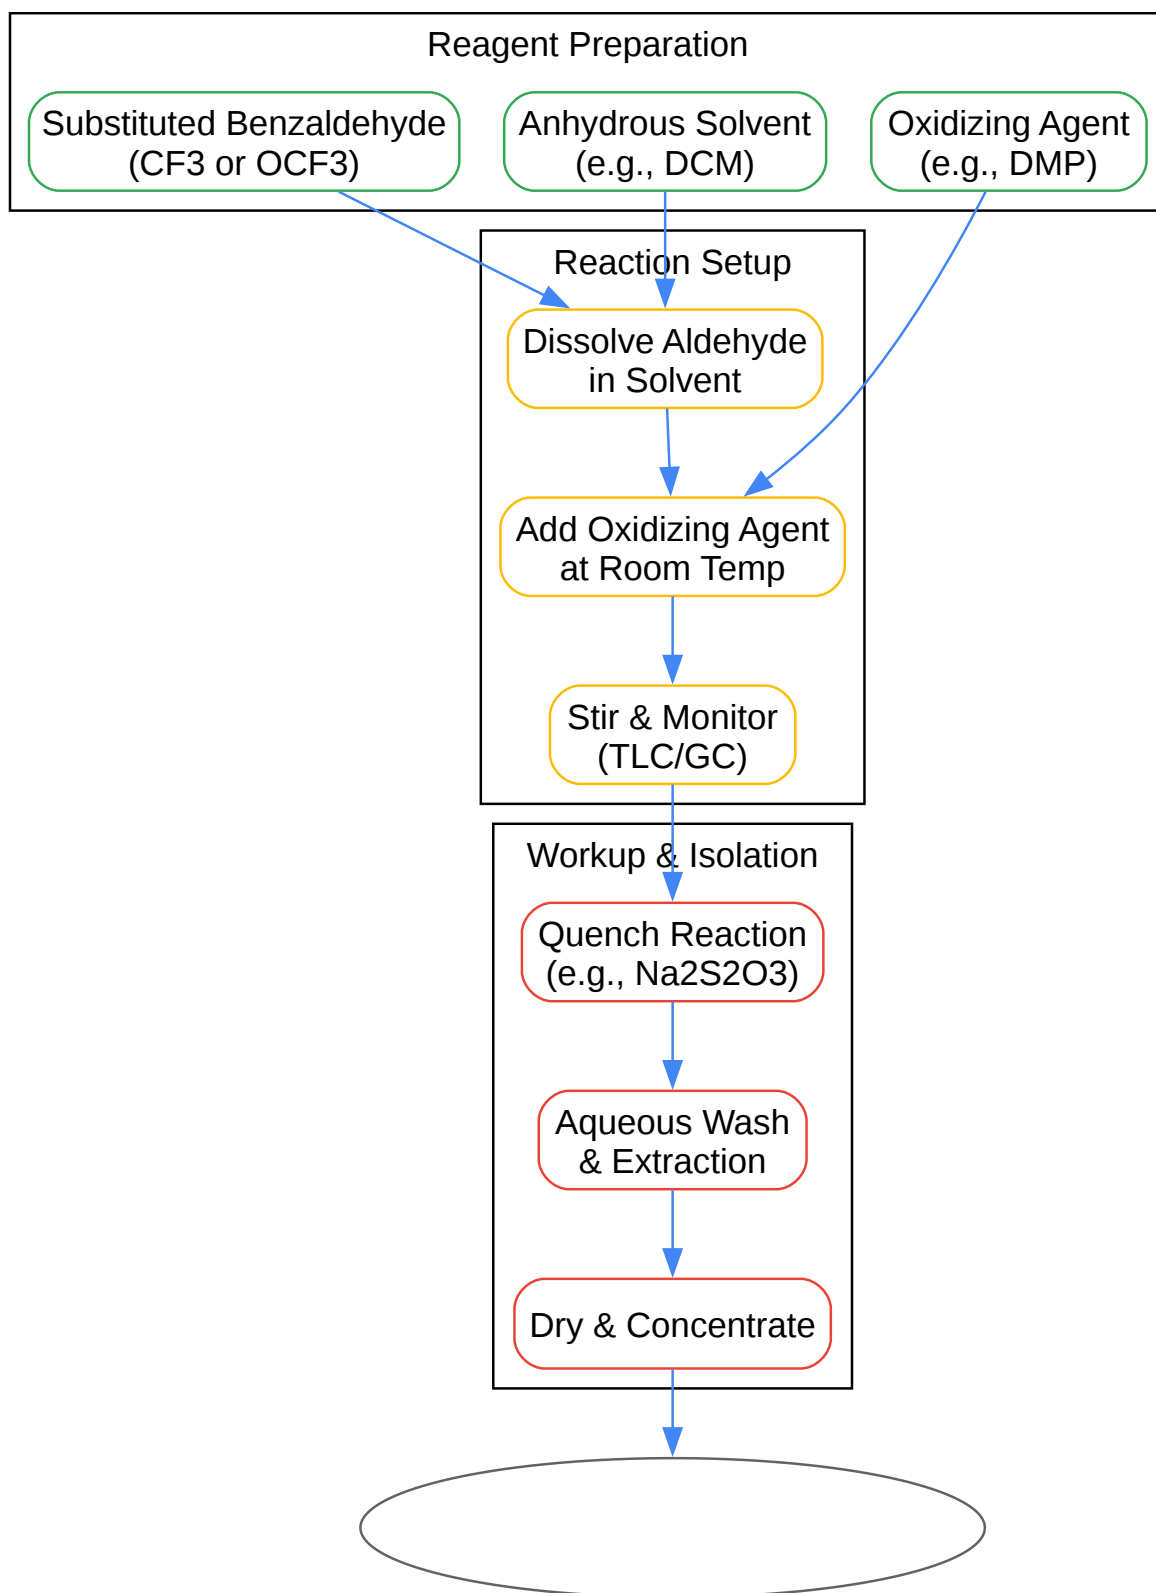 Reagent Preparation
Substituted Benzaldehyde
(CF3 or OCF3)
Anhydrous Solvent
(e.g., DCM)
Oxidizing Agent
(e.g., DMP)
Reaction Setup
Dissolve Aldehyde
in Solvent
Add Oxidizing Agent
at Room Temp
Stir & Monitor
(TLC/GC)
Workup & Isolation
Quench Reaction
(e.g., Na2S2O3)
Aqueous Wash
& Extraction
Dry & Concentrate